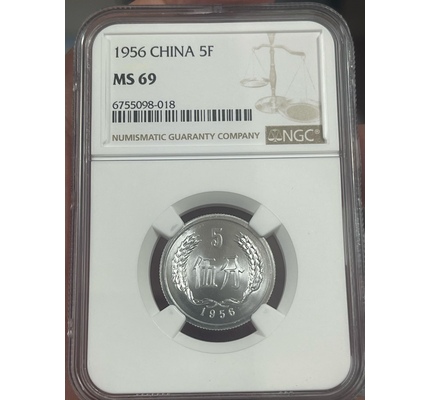 1956 CHINA 5F
MS 69
6755098-018
NUMISMATIC GUARANTY COMPANY
NGC®
5
伍分
1956